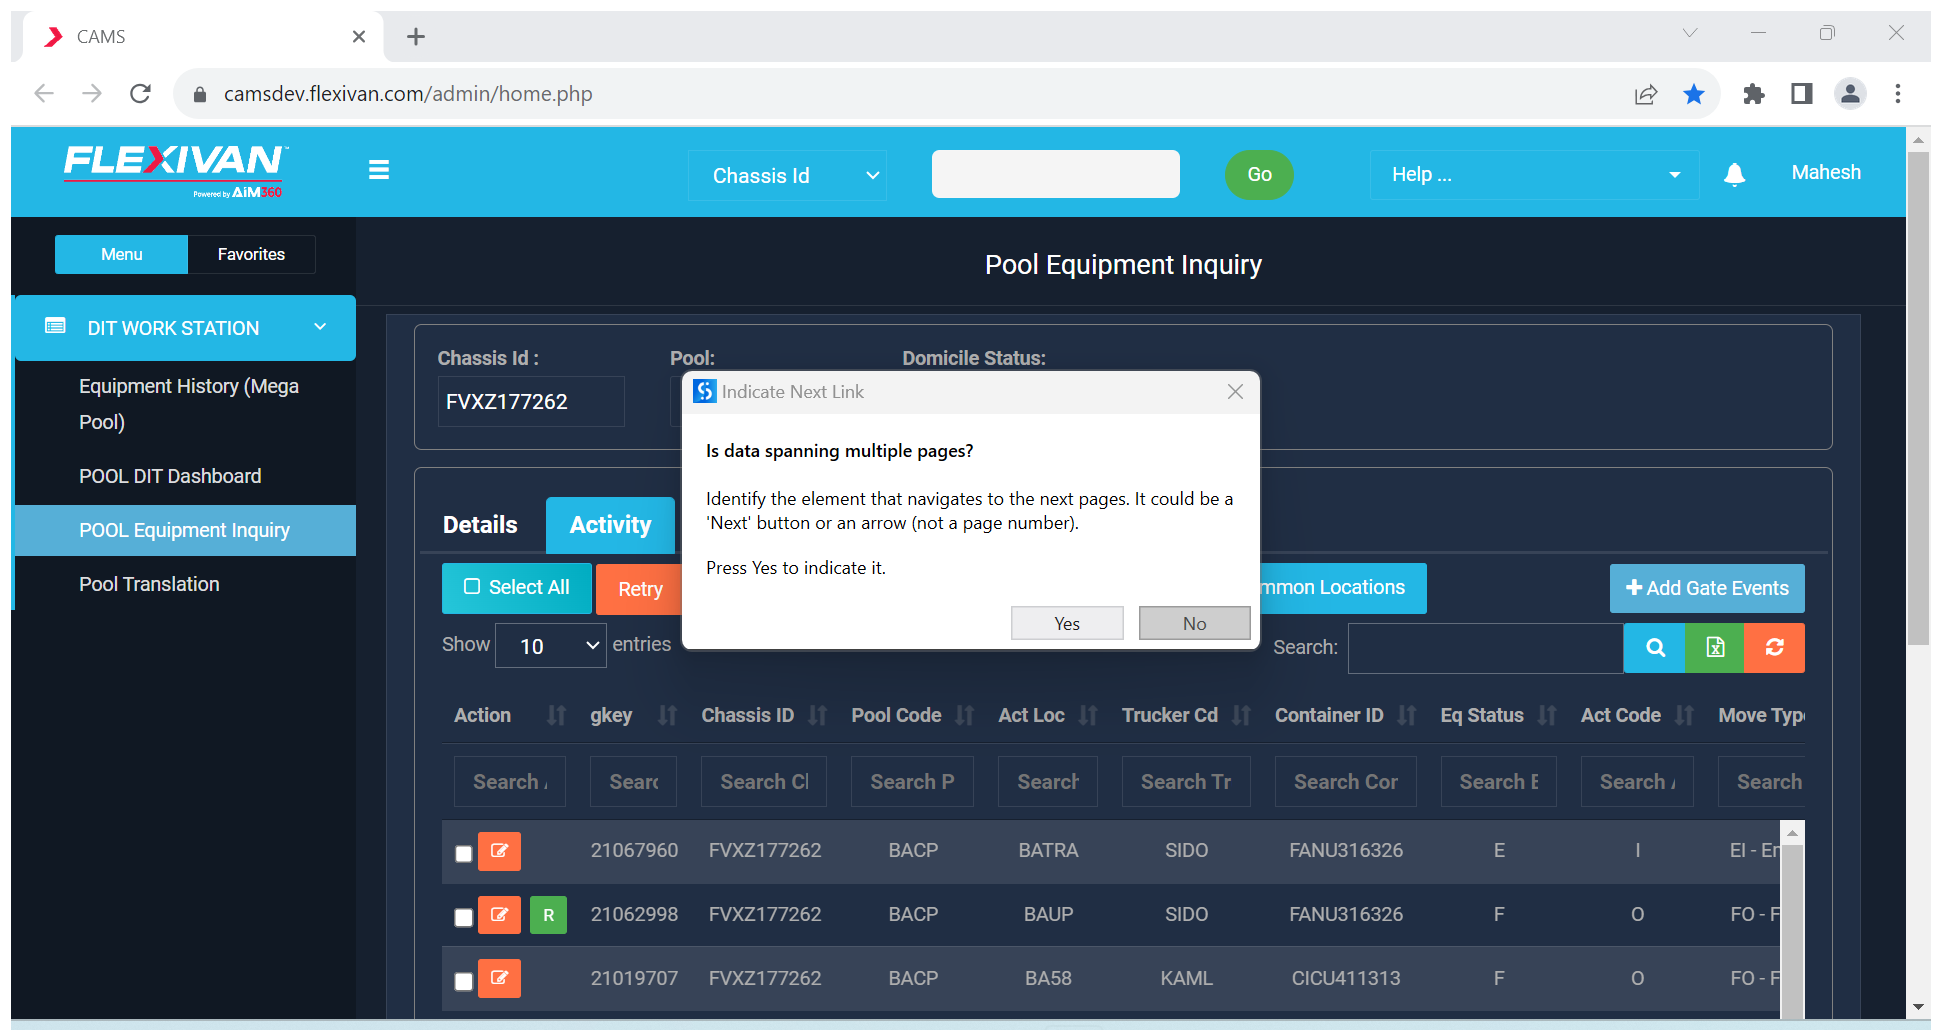 CAMS
camsdev.flexivan.com/admin/home.php
FLEXIVAN™
Powered by AiM360
Chassis Id
Go
Help ...
Mahesh
Menu
Favorites
Pool Equipment Inquiry
DIT WORK STATION
Equipment History (Mega
Pool)
POOL DIT Dashboard
POOL Equipment Inquiry
Pool Translation
Chassis Id :
Pool:
Domicile Status:
FVXZ177262
Indicate Next Link
Is data spanning multiple pages?
Identify the element that navigates to the next pages. It could be a
'Next' button or an arrow (not a page number).
Press Yes to indicate it.
Yes
No
Details
Activity
Select All
Retry
mmon Locations
Add Gate Events
Show 10 entries
Search:
Action gkey Chassis ID Pool Code Act Loc Trucker Cd Container ID Eq Status Act Code Move Type
Search A Searc Search Cl Search P Search Search Tr Search Cor Search E Search A Search
21067960 FVXZ177262 BACP BATRA SIDO FANU316326 E I EI - Em
R 21062998 FVXZ177262 BACP BAUP SIDO FANU316326 F O FO - F
21019707 FVXZ177262 BACP BA58 KAML CICU411313 F O FO - F